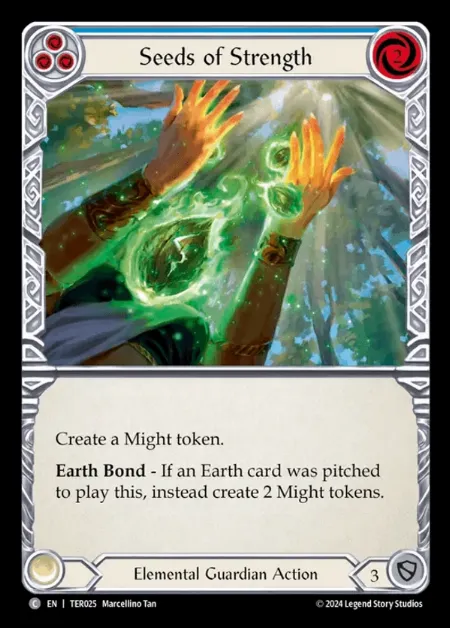 Seeds of Strength
2
Create a Might token.
Earth Bond - If an Earth card was pitched
to play this, instead create 2 Might tokens.
Elemental Guardian Action
3
C EN | TER025 Marcellino Tan
© 2024 Legend Story Studios